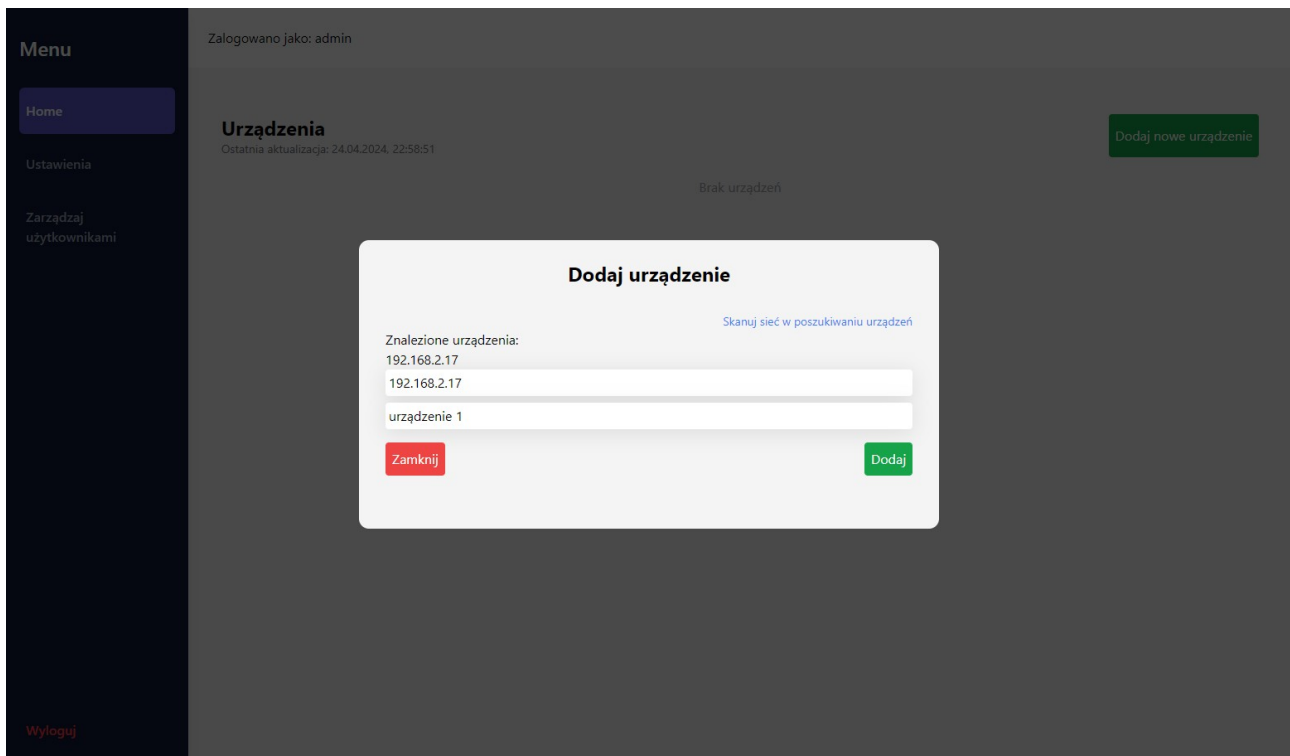 Menu
Home
Ustawienia
Zarządzaj
użytkownikami
Wyloguj
Zalogowano jako: admin
Urządzenia
Ostatnia aktualizacja: 24.04.2024, 22:58:51
Dodaj nowe urządzenie
Brak urządzeń
Dodaj urządzenie
Skanuj sieć w poszukiwaniu urządzeń
Znalezione urządzenia:
192.168.2.17
192.168.2.17
urządzenie 1
Zamknij
Dodaj